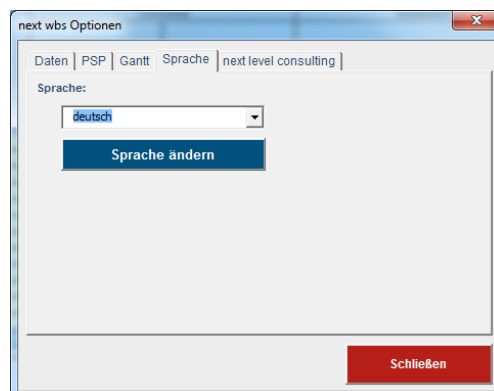 next wbs Optionen
X
Daten PSP Gantt Sprache next level consulting
Sprache:
deutsch
Sprache ändern
Schließen